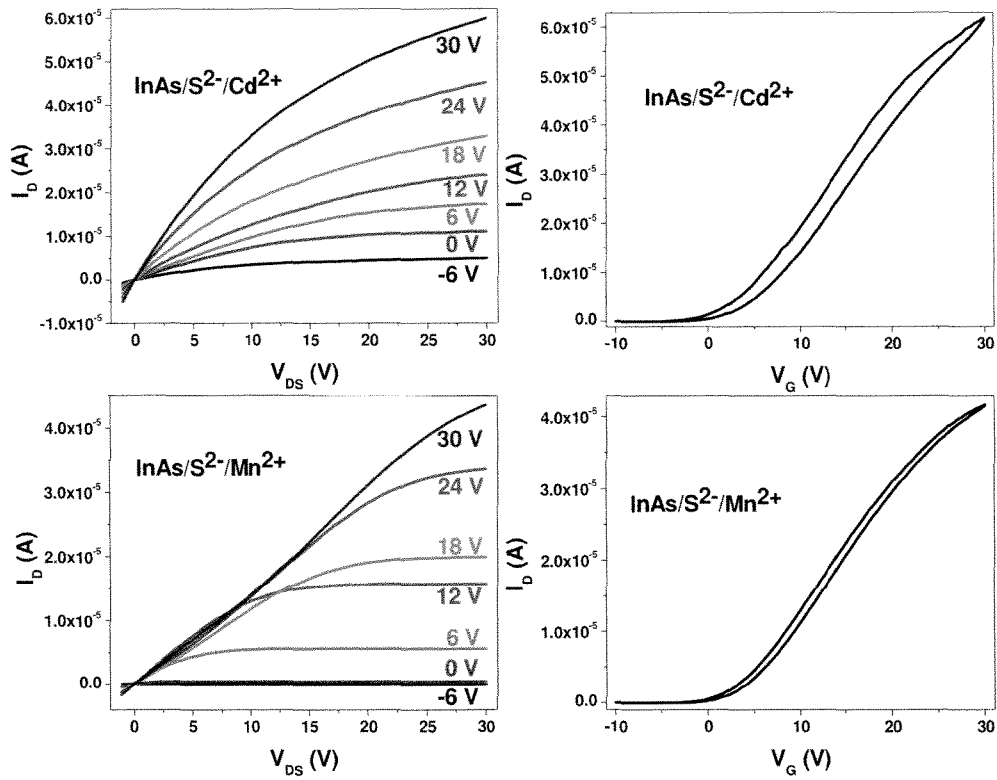 6.0x10⁻⁵
5.0x10⁻⁵
4.0x10⁻⁵
3.0x10⁻⁵
2.0x10⁻⁵
1.0x10⁻⁵
0.0
-1.0x10⁻⁵
I_D (A)
InAs/S²⁻/Cd²⁺
30 V
24 V
18 V
12 V
6 V
0 V
-6 V
0 5 10 15 20 25 30
V_DS (V)
6.0x10⁻⁵
5.0x10⁻⁵
4.0x10⁻⁵
3.0x10⁻⁵
2.0x10⁻⁵
1.0x10⁻⁵
0.0
I_D (A)
InAs/S²⁻/Cd²⁺
-10 0 10 20 30
V_G (V)
4.0x10⁻⁵
3.0x10⁻⁵
2.0x10⁻⁵
1.0x10⁻⁵
0.0
I_D (A)
InAs/S²⁻/Mn²⁺
30 V
24 V
18 V
12 V
6 V
0 V
-6 V
0 5 10 15 20 25 30
V_DS (V)
4.0x10⁻⁵
3.0x10⁻⁵
2.0x10⁻⁵
1.0x10⁻⁵
0.0
I_D (A)
InAs/S²⁻/Mn²⁺
-10 0 10 20 30
V_G (V)